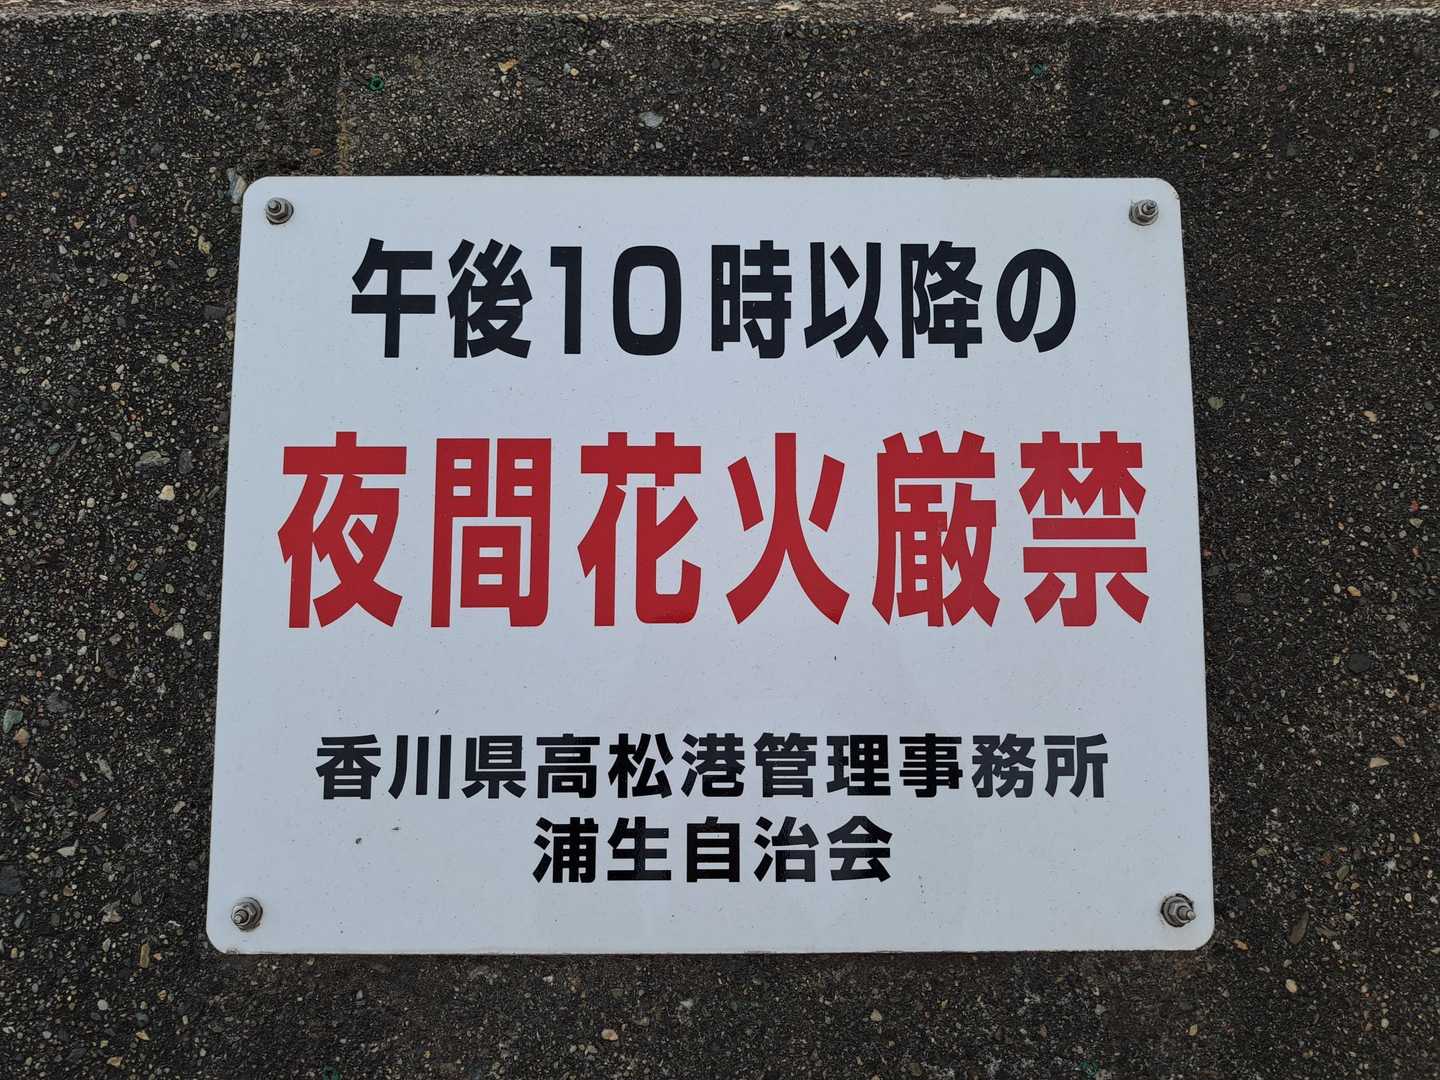 午後10時以降の
夜間花火厳禁
香川県高松港管理事務所
浦生自治会